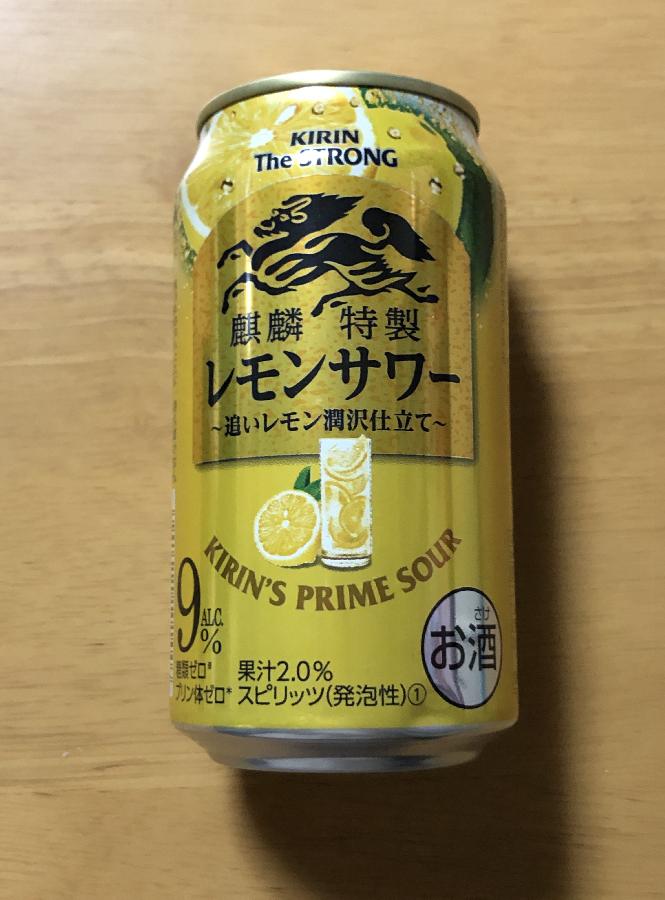 KIRIN
The STRONG
麒麟 特製
レモンサワー
~追いレモン潤沢仕立て~
KIRIN'S PRIME SOUR
9 ALC. %
糖類ゼロ※
プリン体ゼロ*
果汁2.0%
スピリッツ(発泡性)①
さけ
お酒